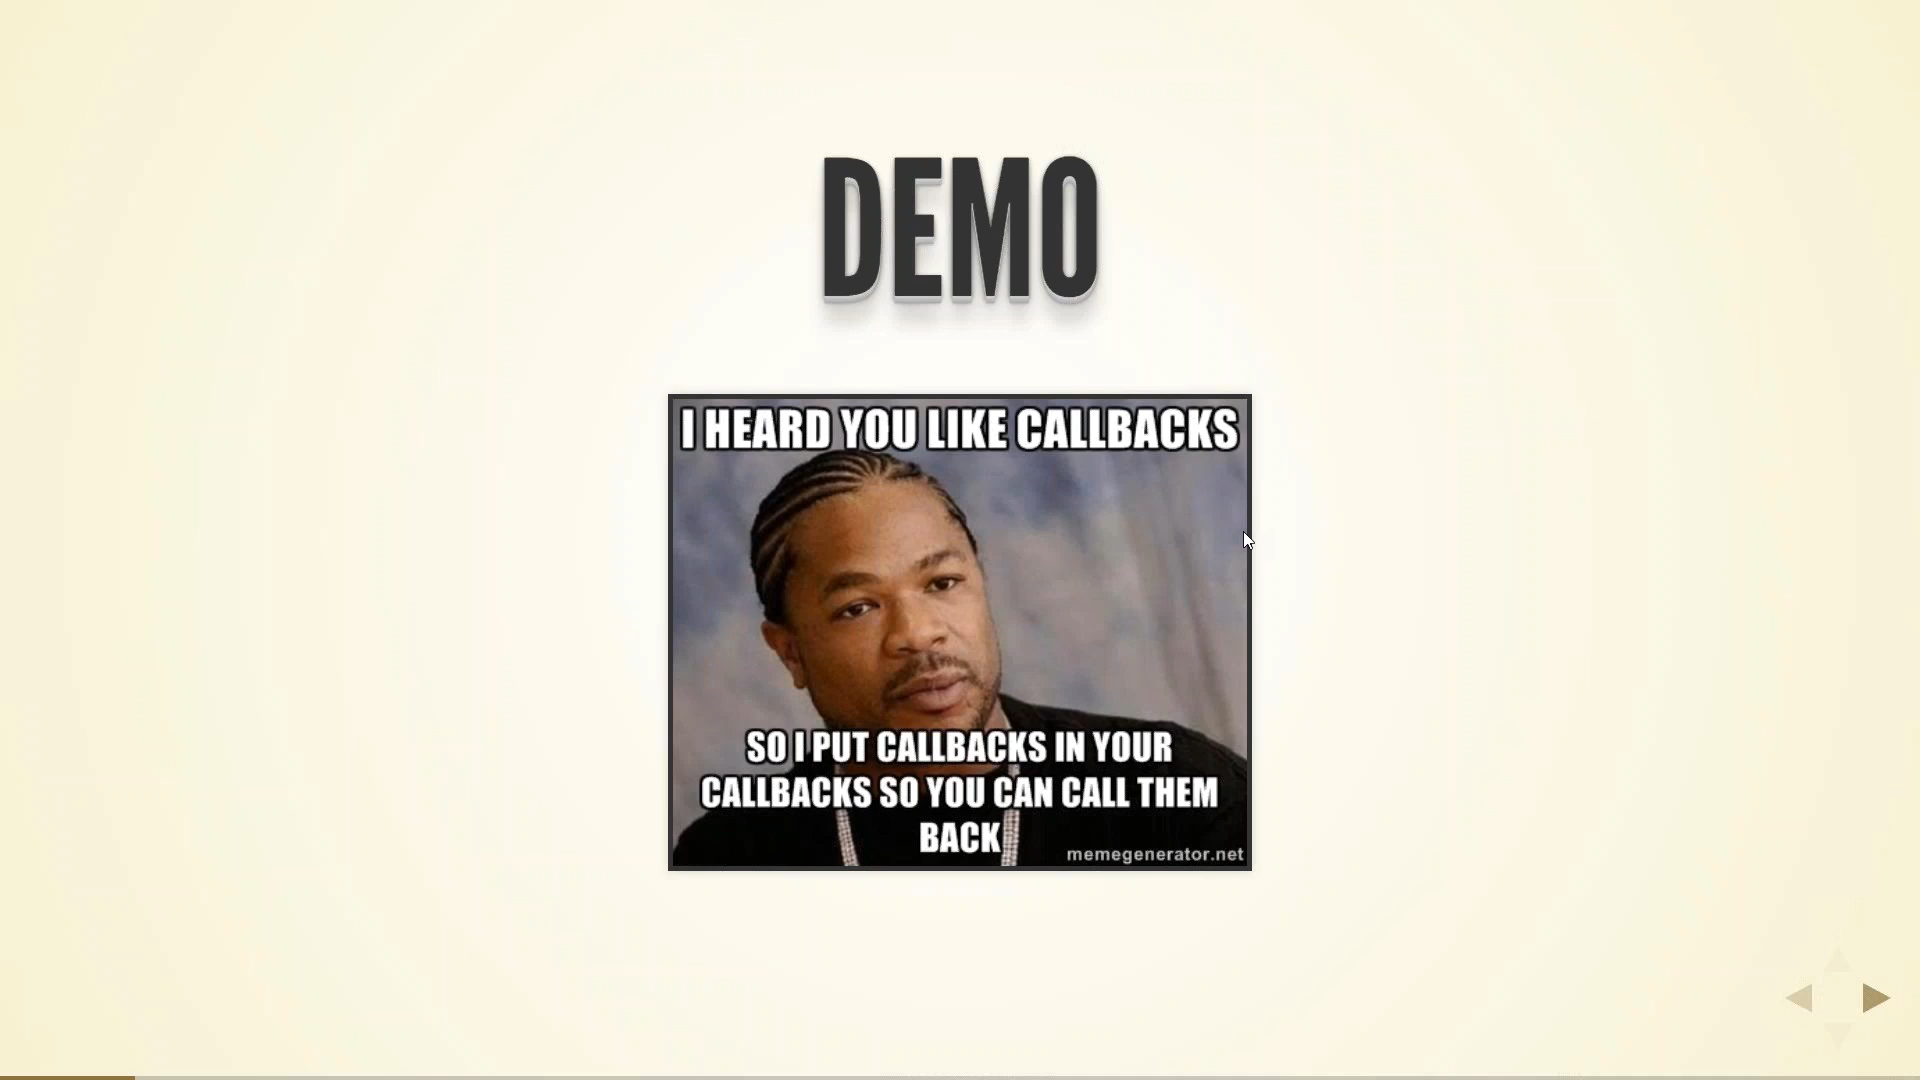 DEMO
I HEARD YOU LIKE CALLBACKS
SO I PUT CALLBACKS IN YOUR
CALLBACKS SO YOU CAN CALL THEM
BACK
memegenerator.net